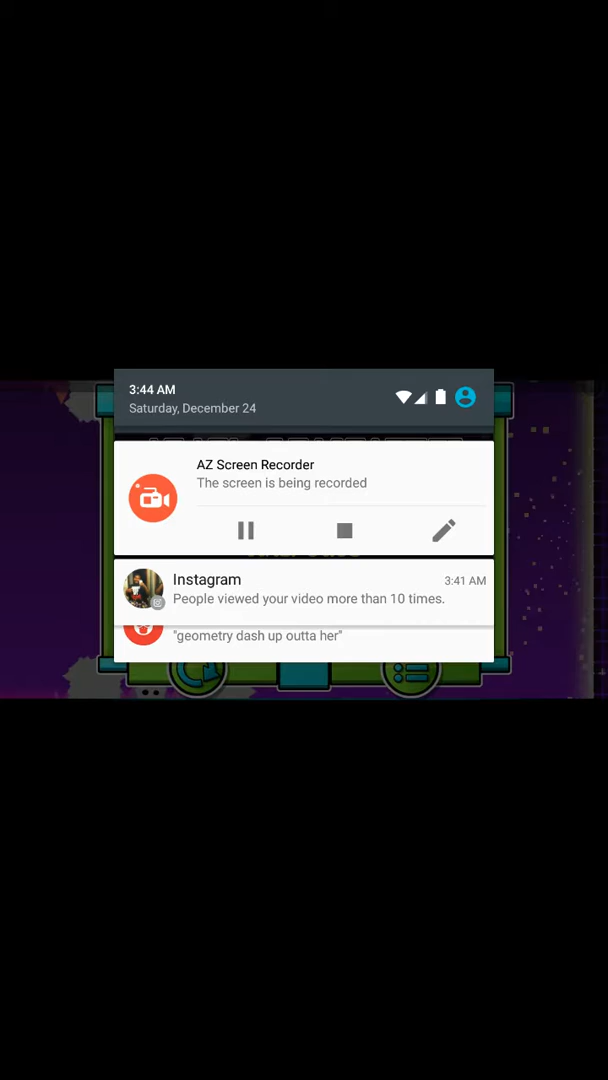 3:44 AM
Saturday, December 24
AZ Screen Recorder
The screen is being recorded
Instagram 3:41 AM
People viewed your video more than 10 times.
"geometry dash up outta her"